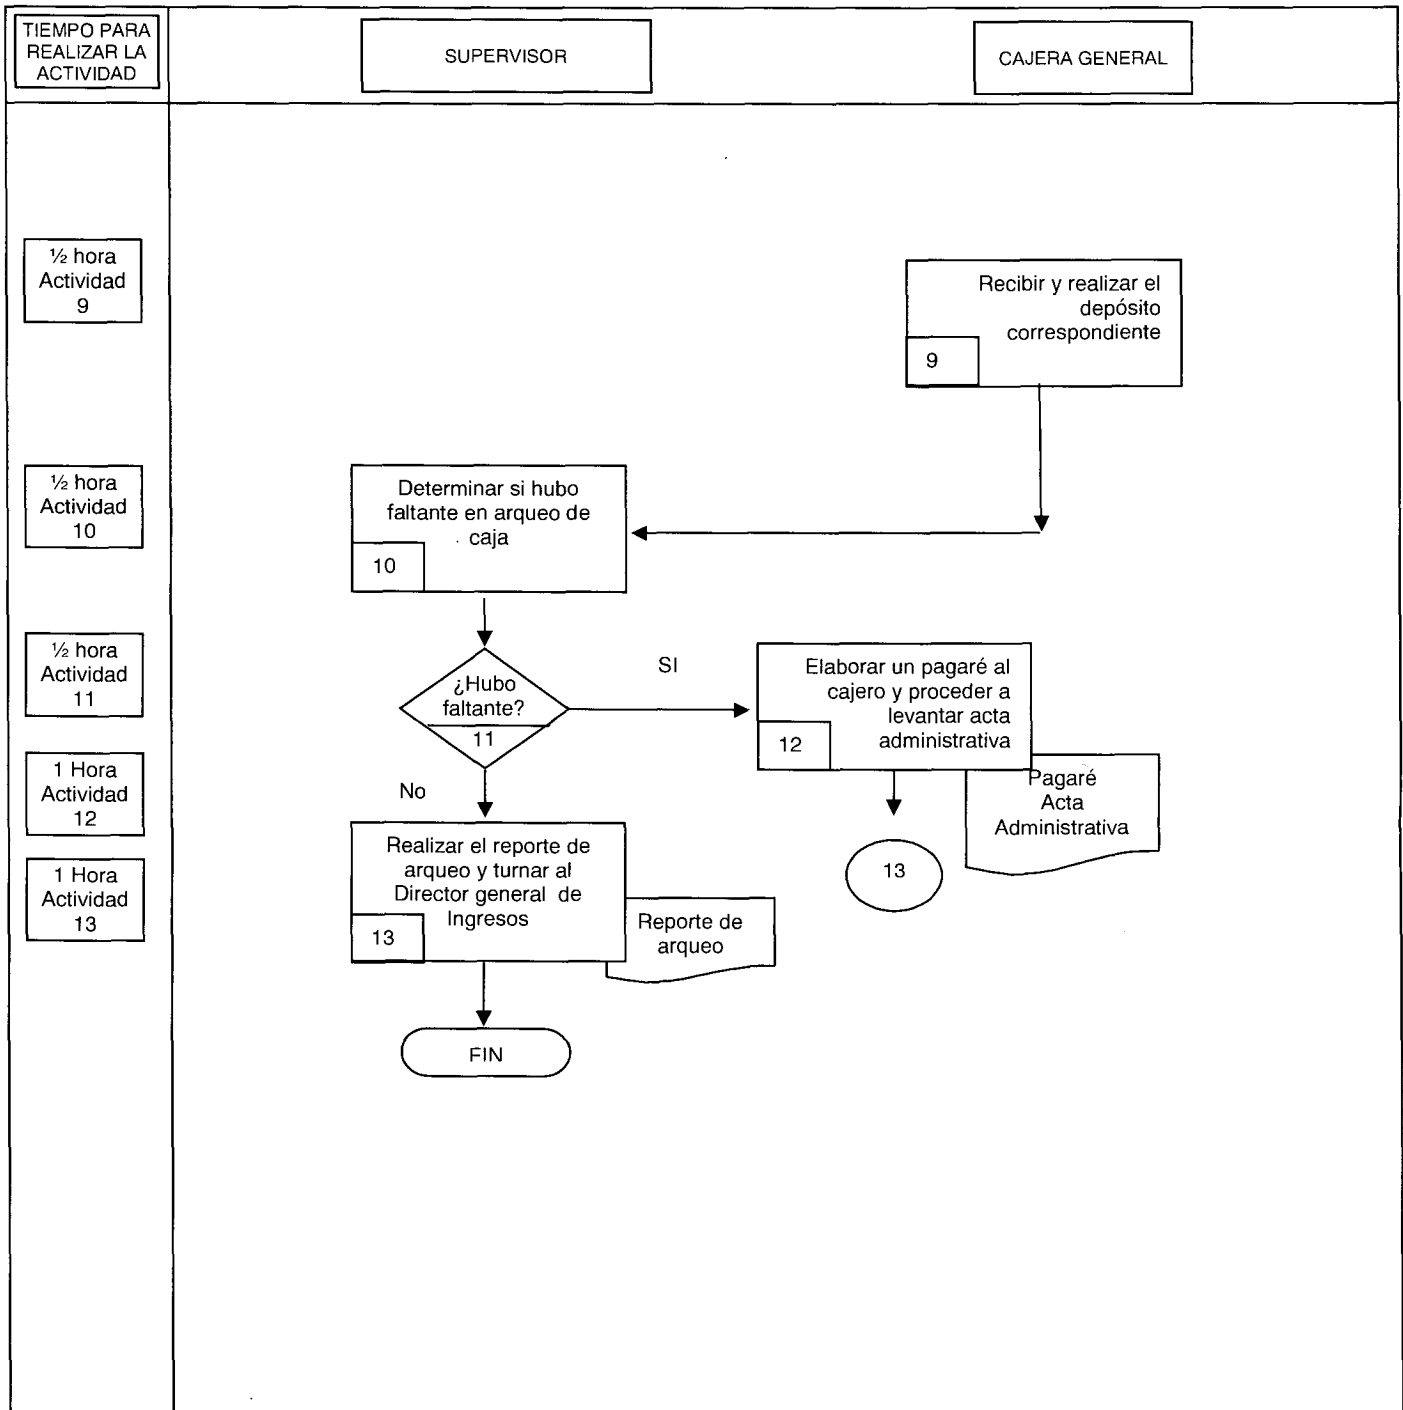 TIEMPO PARA
REALIZAR LA
ACTIVIDAD
SUPERVISOR
CAJERA GENERAL
½ hora
Actividad
9
Recibir y realizar el
depósito
correspondiente
9
½ hora
Actividad
10
Determinar si hubo
faltante en arqueo de
caja
10
½ hora
Actividad
11
¿Hubo
faltante?
11
SI
Elaborar un pagaré al
cajero y proceder a
levantar acta
administrativa
12
Pagaré
Acta
Administrativa
13
1 Hora
Actividad
12
No
1 Hora
Actividad
13
Realizar el reporte de
arqueo y turnar al
Director general de
Ingresos
13
Reporte de
arqueo
FIN